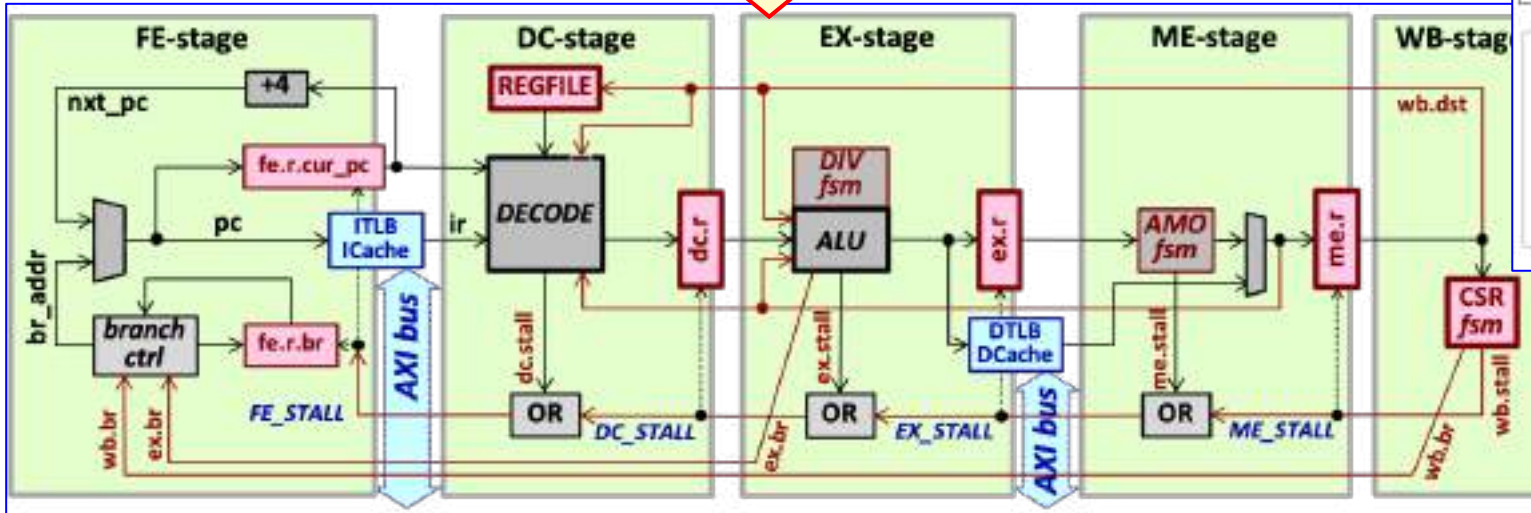 FE-stage
DC-stage
EX-stage
ME-stage
WB-stag
+4
nxt_pc
REGFILE
wb.dst
fe.r.cur_pc
DIV
fsm
DECODE
pc
ITLB
ICache
ir
dc.r
ALU
ex.r
AMO
fsm
me.r
br_addr
branch
ctrl
fe.r.br
AXI bus
dc.stall
ex.stall
DTLB
DCache
me.stall
CSR
fsm
wb.stall
FE_STALL
OR
DC_STALL
OR
EX_STALL
AXI bus
OR
ME_STALL
wb.br
ex.br
ex.br
wb.br